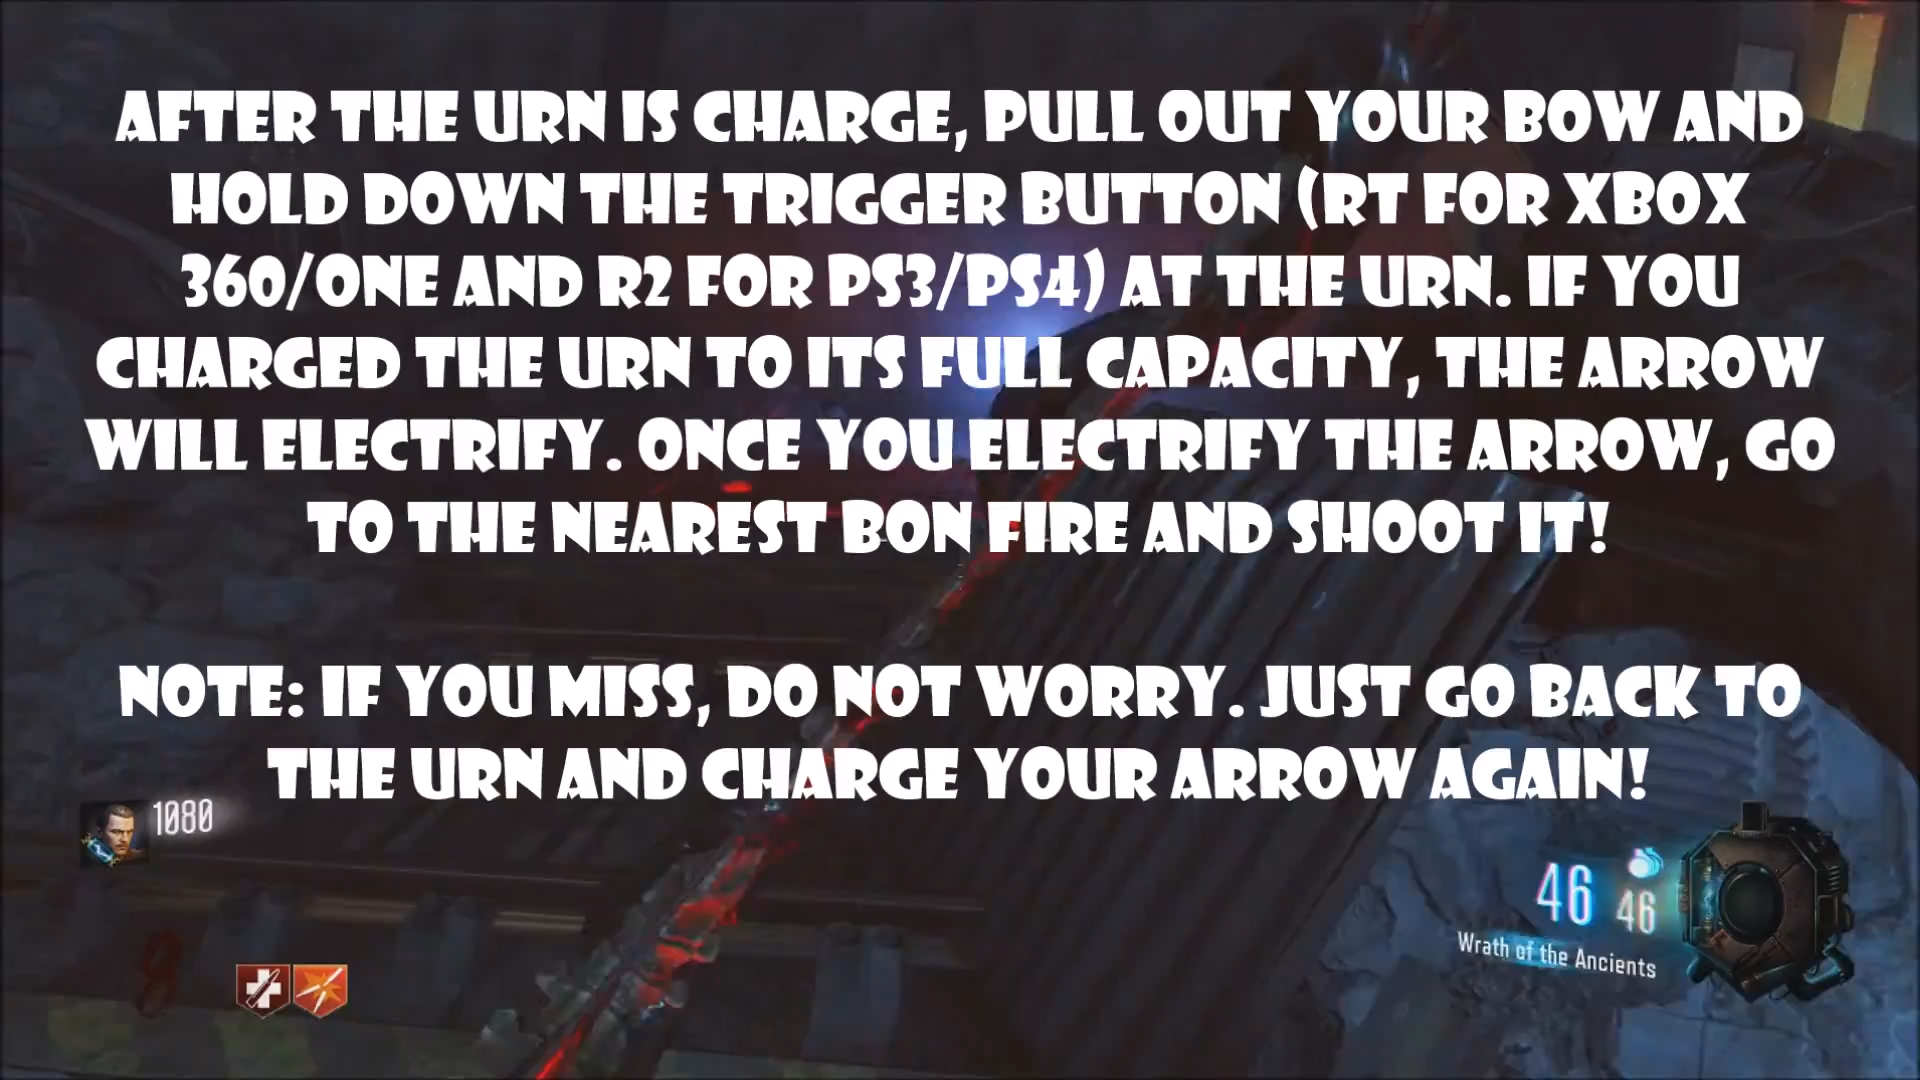 AFTER THE URN IS CHARGE, PULL OUT YOUR BOW AND
HOLD DOWN THE TRIGGER BUTTON (RT FOR XBOX
360/ONE AND R2 FOR PS3/PS4) AT THE URN. IF YOU
CHARGED THE URN TO ITS FULL CAPACITY, THE ARROW
WILL ELECTRIFY. ONCE YOU ELECTRIFY THE ARROW, GO
TO THE NEAREST BON FIRE AND SHOOT IT!
NOTE: IF YOU MISS, DO NOT WORRY. JUST GO BACK TO
THE URN AND CHARGE YOUR ARROW AGAIN!
1080
46 46
Wrath of the Ancients
9